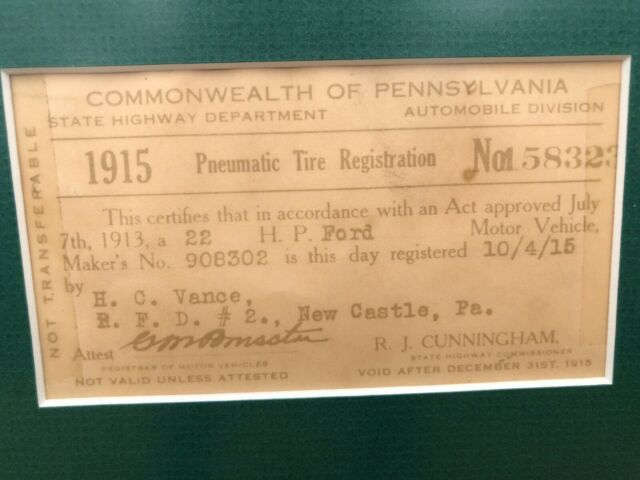 COMMONWEALTH OF PENNSYLVANIA
STATE HIGHWAY DEPARTMENT AUTOMOBILE DIVISION
1915 Pneumatic Tire Registration No. 158323
This certifies that in accordance with an Act approved July
7th, 1913, a 22 H. P. Ford Motor Vehicle,
Maker's No. 908302 is this day registered 10/4/15
by H. C. Vance,
R. F. D. # 2., New Castle, Pa.
Attest R. J. CUNNINGHAM,
REGISTRAR OF MOTOR VEHICLES STATE HIGHWAY COMMISSIONER
NOT VALID UNLESS ATTESTED VOID AFTER DECEMBER 31ST, 1915
NOT TRANSFERABLE